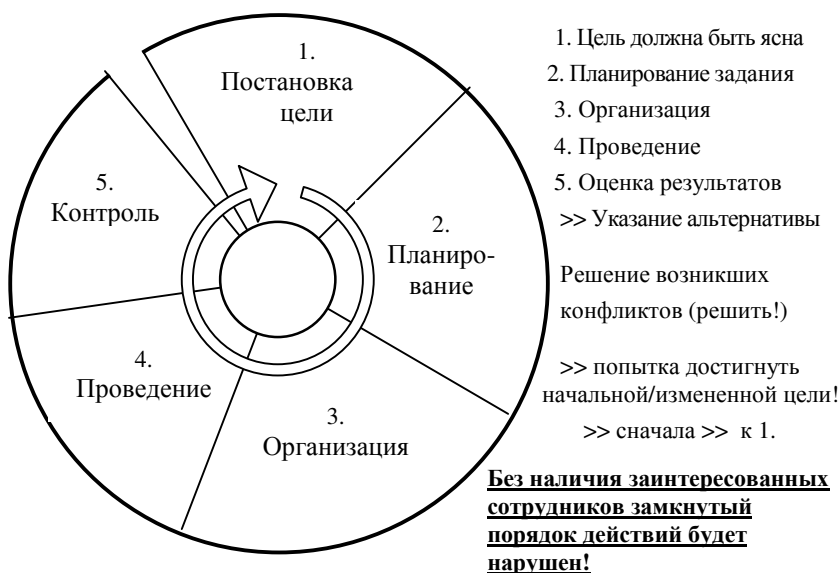 1.
Постановка
цели
2.
Планиро-
вание
3.
Организация
4.
Проведение
5.
Контроль
1. Цель должна быть ясна
2. Планирование задания
3. Организация
4. Проведение
5. Оценка результатов
>> Указание альтернативы
Решение возникших
конфликтов (решить!)
>> попытка достигнуть
начальной/измененной цели!
>> сначала >> к 1.
Без наличия заинтересованных
сотрудников замкнутый
порядок действий будет
нарушен!